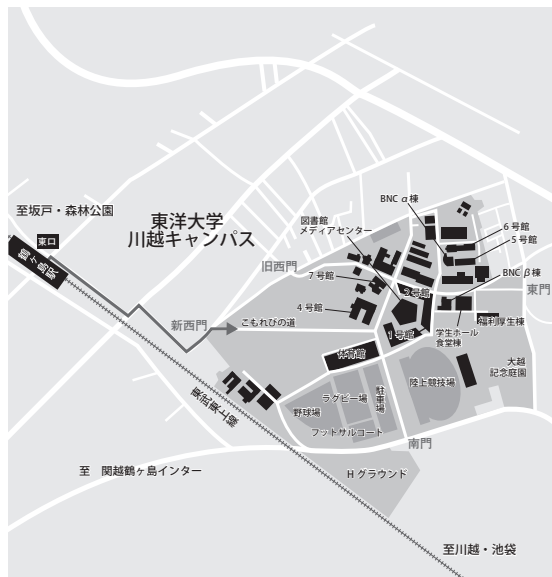 至坂戸・森林公園
東洋大学
川越キャンパス
東口
鶴ヶ島駅
図書館
メディアセンター
BNC α棟
6号館
5号館
旧西門
7号館
2号館
BNC β棟
東門
新西門
こもれびの道
4号館
1号館
学生ホール
食堂棟
福利厚生棟
体育館
大越
記念庭園
陸上競技場
駐車場
ラグビー場
野球場
フットサルコート
東武東上線
南門
至　関越鶴ヶ島インター
Hグラウンド
至川越・池袋